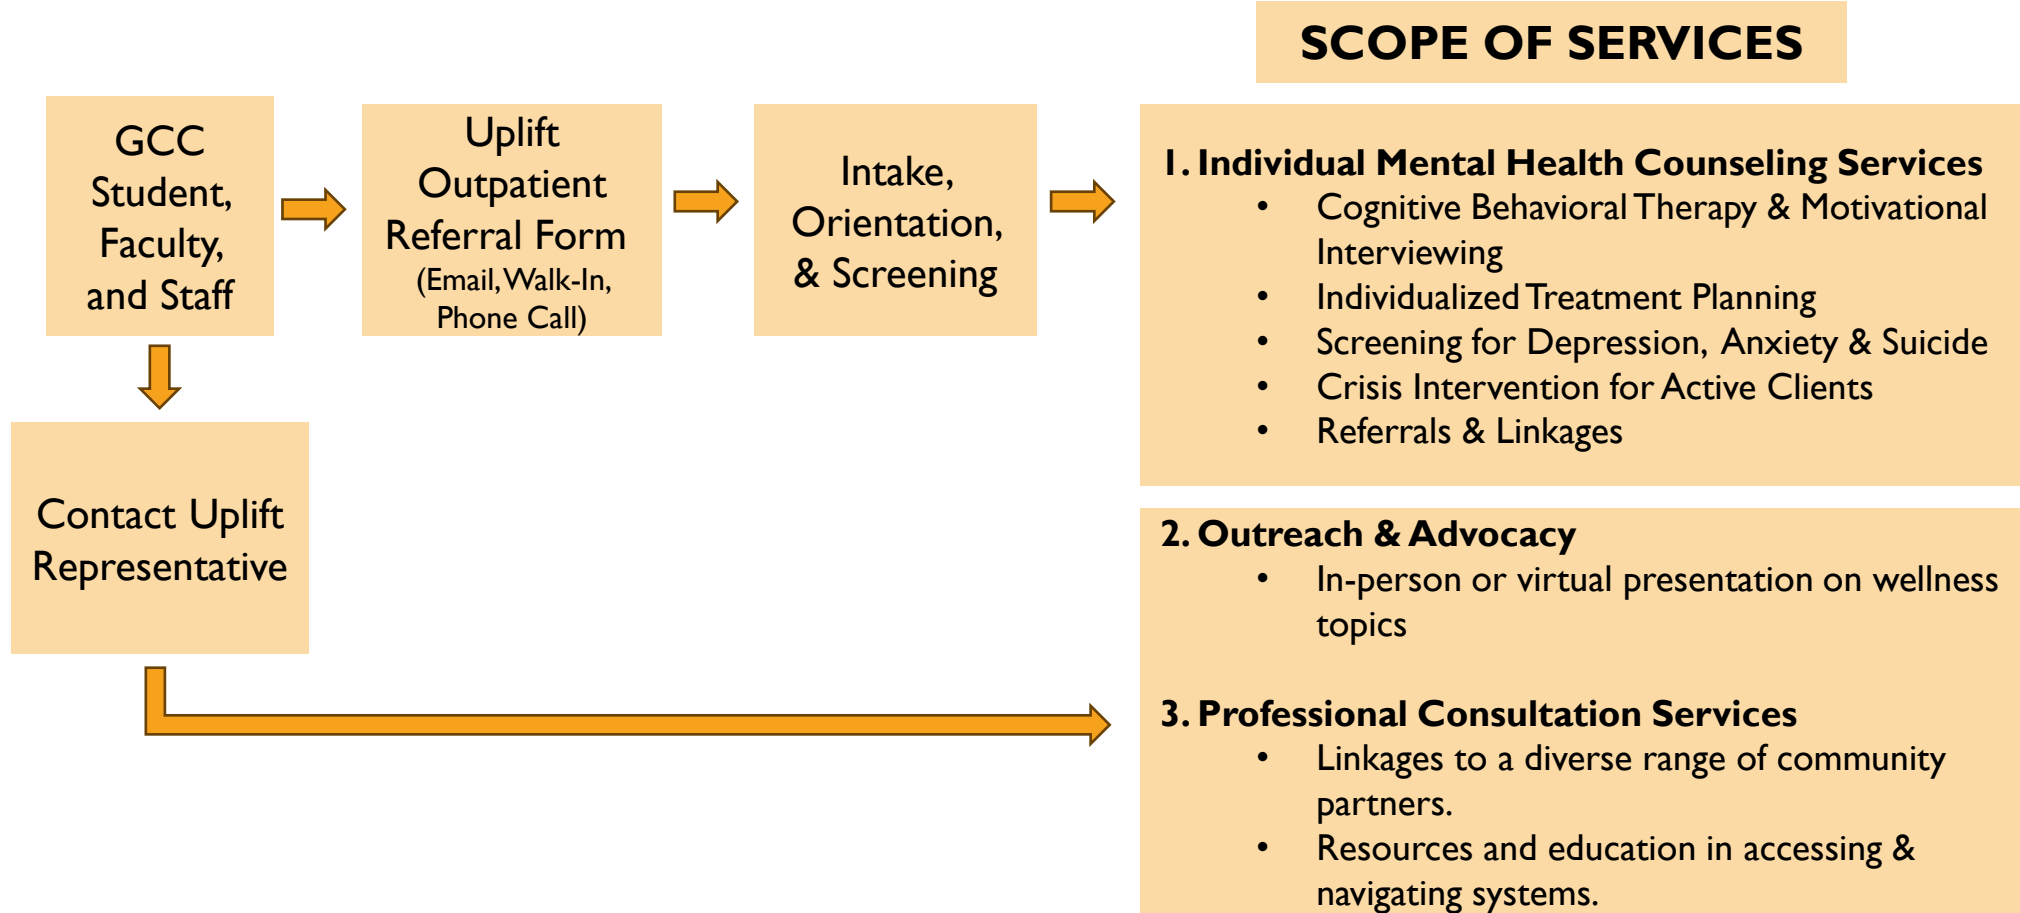 SCOPE OF SERVICES
GCC
Student,
Faculty,
and Staff
Uplift
Outpatient
Referral Form
(Email, Walk-In,
Phone Call)
Intake,
Orientation,
& Screening
1. Individual Mental Health Counseling Services
• Cognitive Behavioral Therapy & Motivational
Interviewing
• Individualized Treatment Planning
• Screening for Depression, Anxiety & Suicide
• Crisis Intervention for Active Clients
• Referrals & Linkages
Contact Uplift
Representative
2. Outreach & Advocacy
• In-person or virtual presentation on wellness
topics
3. Professional Consultation Services
• Linkages to a diverse range of community
partners.
• Resources and education in accessing &
navigating systems.